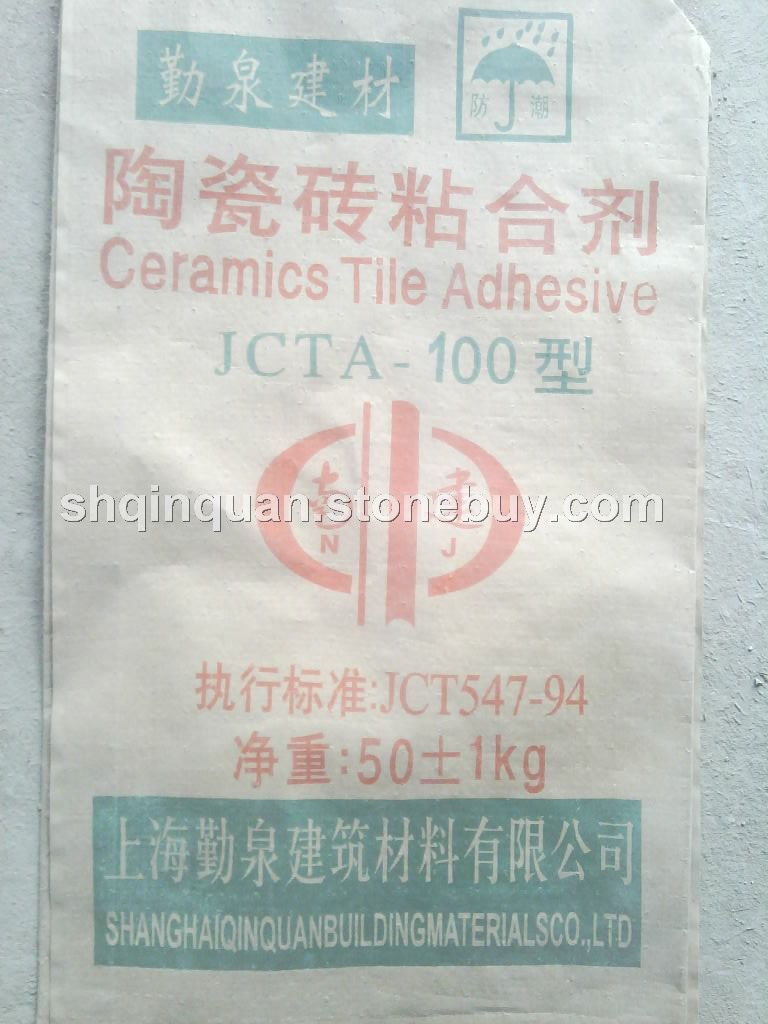 勤泉建材
防潮
陶瓷砖粘合剂
Ceramics Tile Adhesive
JCTA-100型
南 建
N J
shqinquan.stonebuy.com
执行标准:JCT547-94
净重:50±1kg
上海勤泉建筑材料有限公司
SHANGHAIQINQUANBUILDINGMATERIALSCO.,LTD